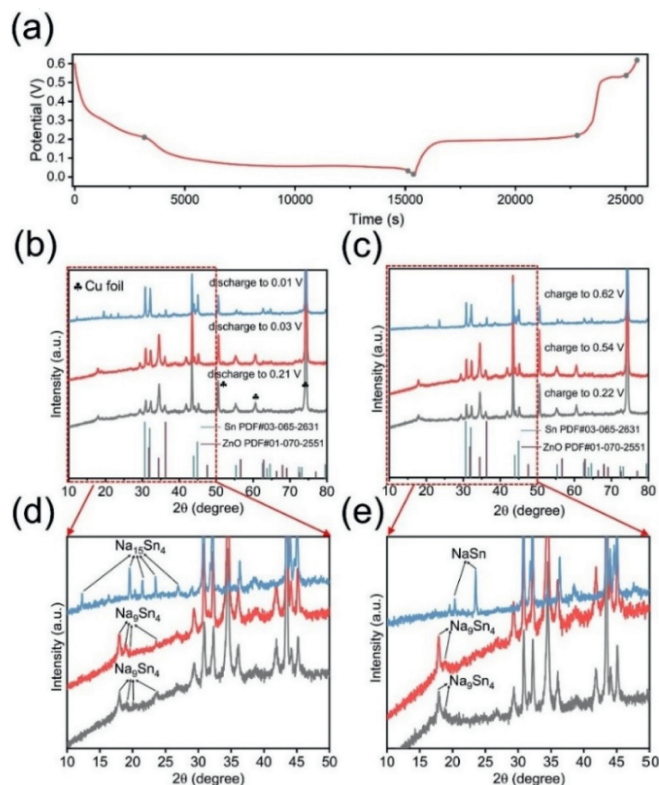 (a)
Potential (V)
0.6
0.5
0.4
0.3
0.2
0.1
0.0
0 5000 10000 15000 20000 25000
Time (s)
(b)
Intensity (a.u.)
♣ Cu foil
discharge to 0.01 V
discharge to 0.03 V
discharge to 0.21 V
♣ ♣ ♣
Sn PDF#03-065-2631
ZnO PDF#01-070-2551
10 20 30 40 50 60 70 80
2θ (degree)
(c)
Intensity (a.u.)
charge to 0.62 V
charge to 0.54 V
charge to 0.22 V
Sn PDF#03-065-2631
ZnO PDF#01-070-2551
10 20 30 40 50 60 70 80
2θ (degree)
(d)
Intensity (a.u.)
Na₁₅Sn₄
Na₉Sn₄
Na₉Sn₄
10 15 20 25 30 35 40 45 50
2θ (degree)
(e)
Intensity (a.u.)
NaSn
Na₉Sn₄
Na₉Sn₄
10 15 20 25 30 35 40 45 50
2θ (degree)